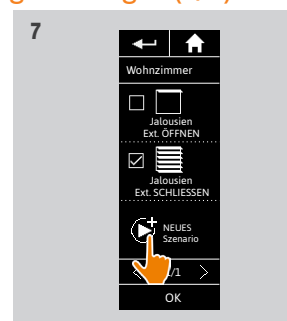 7
Wohnzimmer
Jalousien
Ext. ÖFFNEN
Jalousien
Ext. SCHLIESSEN
NEUES
Szenario
/1
OK